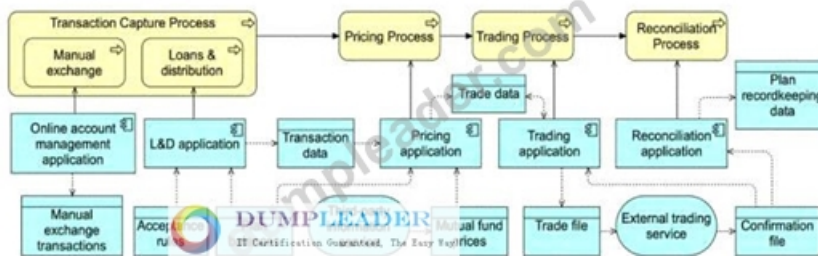 Transaction Capture Process
Manual
exchange
Loans &
distribution
Pricing Process
Trading Process
Reconciliation
Process
Online account
management
application
L&D application
Transaction
data
Pricing
application
Trade data
Trading
application
Reconciliation
application
Plan
recordkeeping
data
Manual
exchange
transactions
Acceptance
rules
Mutual fund
prices
Trade file
External trading
service
Confirmation
file
DUMPLEADER
IT Certification Guaranteed, The Easy Way!